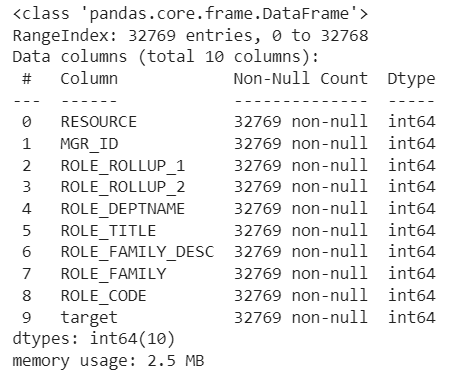 <class 'pandas.core.frame.DataFrame'>
RangeIndex: 32769 entries, 0 to 32768
Data columns (total 10 columns):
 #   Column            Non-Null Count  Dtype
---  ------            --------------  -----
 0   RESOURCE          32769 non-null  int64
 1   MGR_ID            32769 non-null  int64
 2   ROLE_ROLLUP_1     32769 non-null  int64
 3   ROLE_ROLLUP_2     32769 non-null  int64
 4   ROLE_DEPTNAME     32769 non-null  int64
 5   ROLE_TITLE        32769 non-null  int64
 6   ROLE_FAMILY_DESC  32769 non-null  int64
 7   ROLE_FAMILY       32769 non-null  int64
 8   ROLE_CODE         32769 non-null  int64
 9   target            32769 non-null  int64
dtypes: int64(10)
memory usage: 2.5 MB